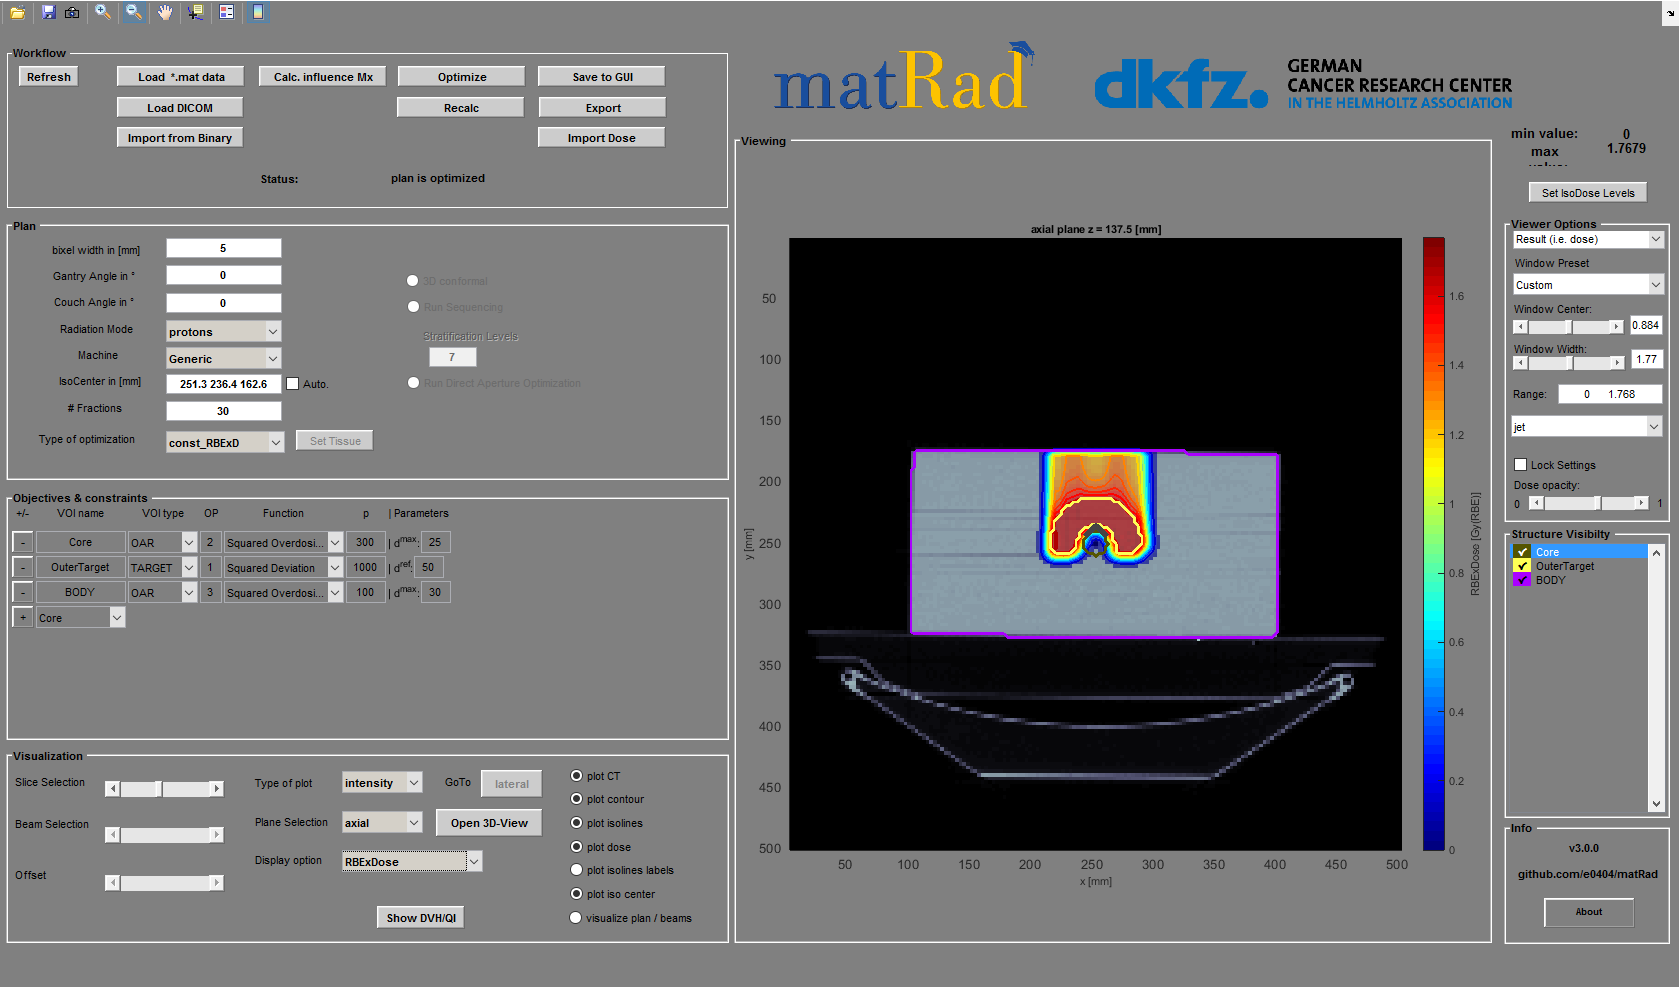 Workflow
Refresh
Load *.mat data
Calc. influence Mx
Optimize
Save to GUI
Load DICOM
Recalc
Export
Import from Binary
Import Dose
Status:
plan is optimized
Plan
bixel width in [mm]
5
Gantry Angle in °
0
Couch Angle in °
0
Radiation Mode
protons
Machine
Generic
IsoCenter in [mm]
251.3 236.4 162.6
Auto.
# Fractions
30
Type of optimization
const_RBExD
Set Tissue
3D conformal
Run Sequencing
Stratification Levels
7
Run Direct Aperture Optimization
Objectives & constraints
+/- VOI name VOI type OP Function p | Parameters
- Core OAR 2 Squared Overdosi... 300 | dmax: 25
- OuterTarget TARGET 1 Squared Deviation 1000 | dref: 50
- BODY OAR 3 Squared Overdosi... 100 | dmax: 30
+ Core
Visualization
Slice Selection
Beam Selection
Offset
Type of plot
intensity
GoTo
lateral
Plane Selection
axial
Open 3D-View
Display option
RBExDose
Show DVH/QI
plot CT
plot contour
plot isolines
plot dose
plot isolines labels
plot iso center
visualize plan / beams
matRad
dkfz.
GERMAN
CANCER RESEARCH CENTER
IN THE HELMHOLTZ ASSOCIATION
Viewing
axial plane z = 137.5 [mm]
50
100
150
200
250
300
350
400
450
500
y [mm]
50 100 150 200 250 300 350 400 450 500
x [mm]
1.6
1.4
1.2
1
0.8
0.6
0.4
0.2
0
RBExDose [Gy(RBE)]
min value: 0
max 1.7679
value:
Set IsoDose Levels
Viewer Options
Result (i.e. dose)
Window Preset
Custom
Window Center:
0.884
Window Width:
1.77
Range: 0 1.768
jet
Lock Settings
Dose opacity:
0 1
Structure Visibilty
Core
OuterTarget
BODY
Info
v3.0.0
github.com/e0404/matRad
About